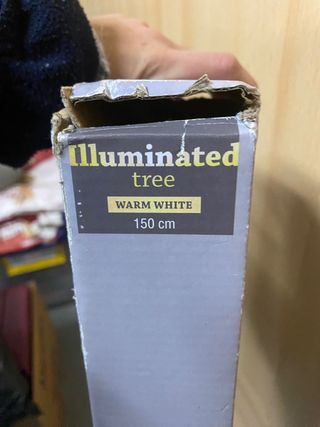 Illuminated
tree
WARM WHITE
150 cm